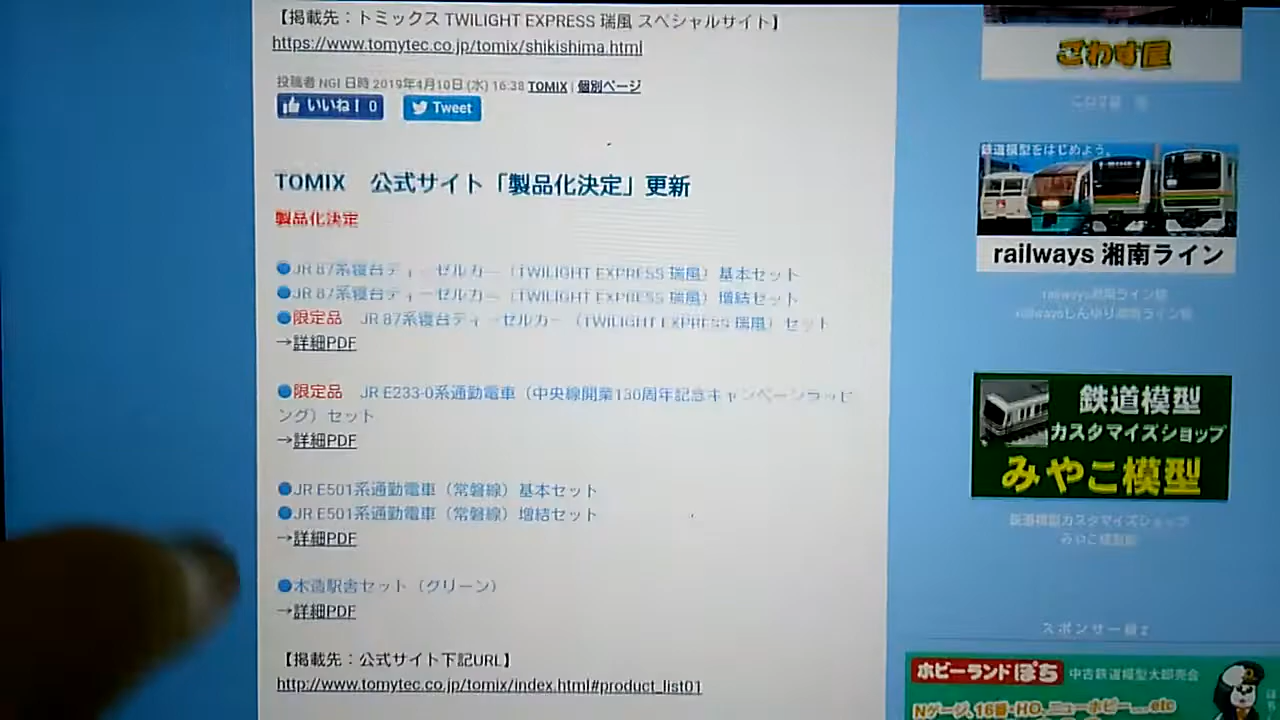 【掲載先：トミックス TWILIGHT EXPRESS 瑞風 スペシャルサイト】
https://www.tomytec.co.jp/tomix/shikishima.html
投稿者 NGI 日時 2019年4月10日 (水) 16:38 TOMIX | 個別ページ
いいね！ 0
Tweet
TOMIX　公式サイト「製品化決定」更新
製品化決定
●JR 87系寝台ディーゼルカー（TWILIGHT EXPRESS 瑞風）基本セット
●JR 87系寝台ディーゼルカー（TWILIGHT EXPRESS 瑞風）増結セット
●限定品　JR 87系寝台ディーゼルカー（TWILIGHT EXPRESS 瑞風）セット
→詳細PDF
●限定品　JR E233-0系通勤電車（中央線開業130周年記念キャンペーンラッピ
ング）セット
→詳細PDF
●JR E501系通勤電車（常磐線）基本セット
●JR E501系通勤電車（常磐線）増結セット
→詳細PDF
●木造駅舎セット（グリーン）
→詳細PDF
【掲載先：公式サイト下記URL】
http://www.tomytec.co.jp/tomix/index.html#product_list01
ごわす屋
鉄道模型をはじめよう。
railways 湘南ライン
鉄道模型
カスタマイズショップ
みやこ模型
鉄道模型カスタマイズショップ
ホビーランドぽち 中古鉄道模型大卸売会
Nゲージ、16番・HO、ニューホビー......etc